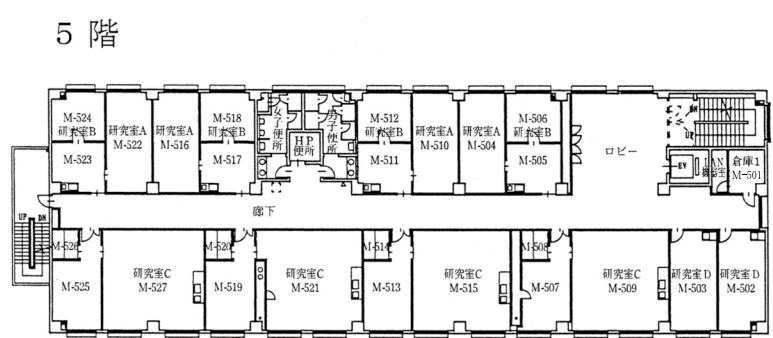 5 階
M-524
研究室B
M-523
研究室A
M-522
研究室A
M-516
M-518
研究室B
M-517
女子便所
HP
便所
男子便所
M-512
研究室B
M-511
研究室A
M-510
研究室A
M-504
M-506
研究室B
M-505
ロビー
DN
UP
EV
LAN
機器室
倉庫1
M-501
廊下
UP DN
M-526
M-525
研究室C
M-527
M-520
M-519
研究室C
M-521
M-514
M-513
研究室C
M-515
M-508
M-507
研究室C
M-509
研究室D
M-503
研究室D
M-502